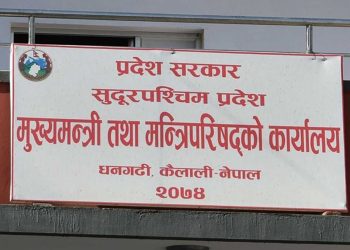 प्रदेश सरकार
सुदूरपश्चिम प्रदेश
मुख्यमन्त्री तथा मन्त्रिपरिषद्को कार्यालय
धनगढी, कैलाली-नेपाल
२०७४